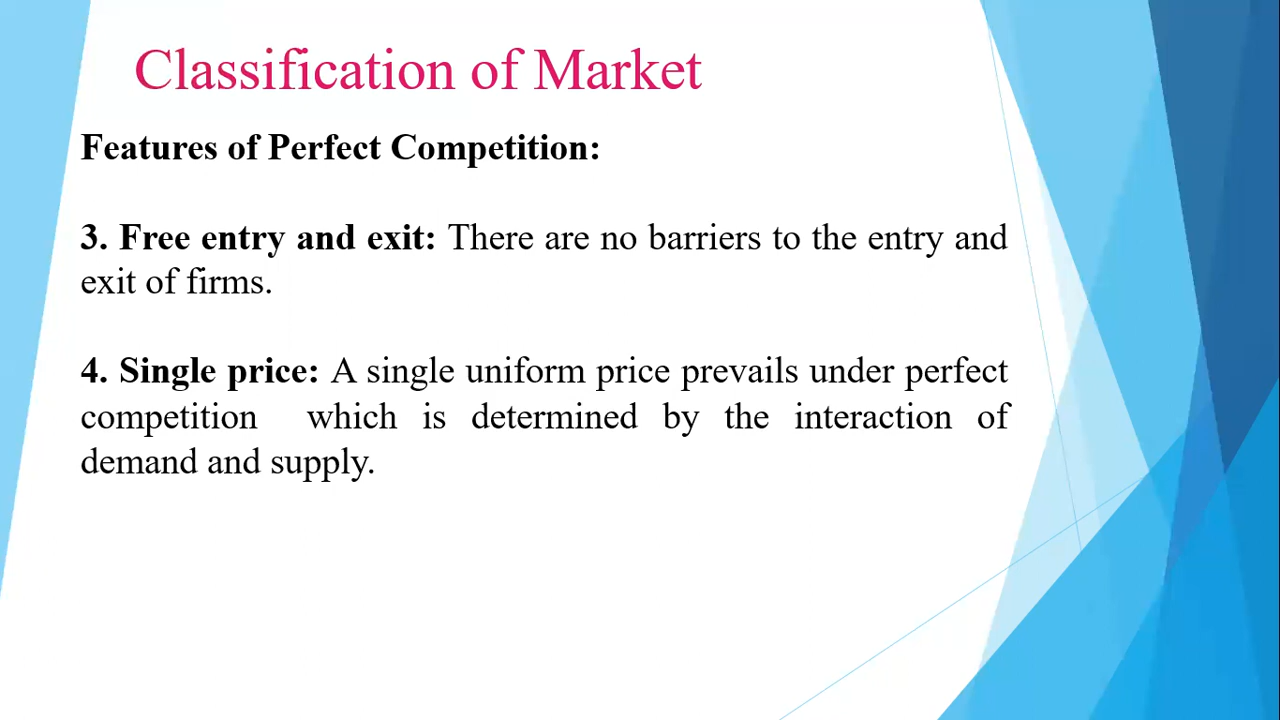 Classification of Market
Features of Perfect Competition:
3. Free entry and exit: There are no barriers to the entry and
exit of firms.
4. Single price: A single uniform price prevails under perfect
competition which is determined by the interaction of
demand and supply.